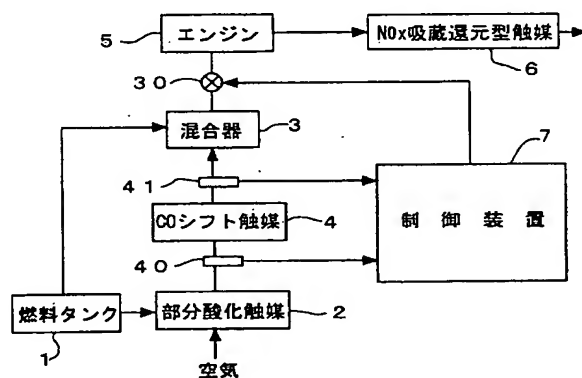 エンジン
5
NOx吸蔵還元型触媒
6
30
混合器
3
7
41
COシフト触媒
4
制御装置
40
燃料タンク
1
部分酸化触媒
2
空気